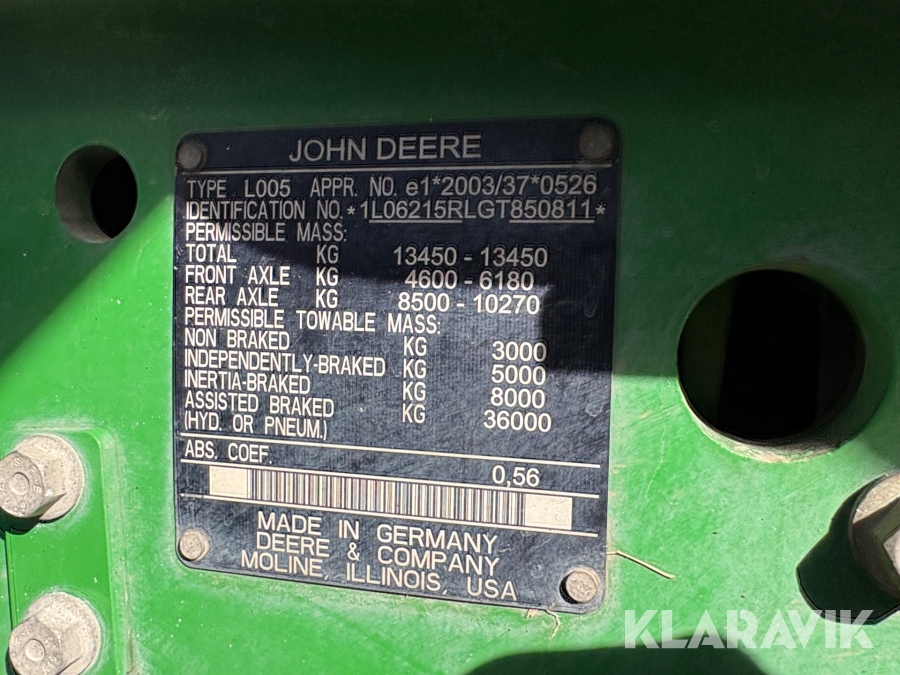 JOHN DEERE
TYPE L005 APPR. NO. e1*2003/37*0526
IDENTIFICATION NO. *1L06215RLGT850811*
PERMISSIBLE MASS:
TOTAL KG 13450 - 13450
FRONT AXLE KG 4600 - 6180
REAR AXLE KG 8500 - 10270
PERMISSIBLE TOWABLE MASS:
NON BRAKED KG 3000
INDEPENDENTLY-BRAKED KG 5000
INERTIA-BRAKED KG 8000
ASSISTED BRAKED KG 36000
(HYD. OR PNEUM.)
ABS. COEF. 0,56
MADE IN GERMANY
DEERE & COMPANY
MOLINE, ILLINOIS, USA
KLARAVIK